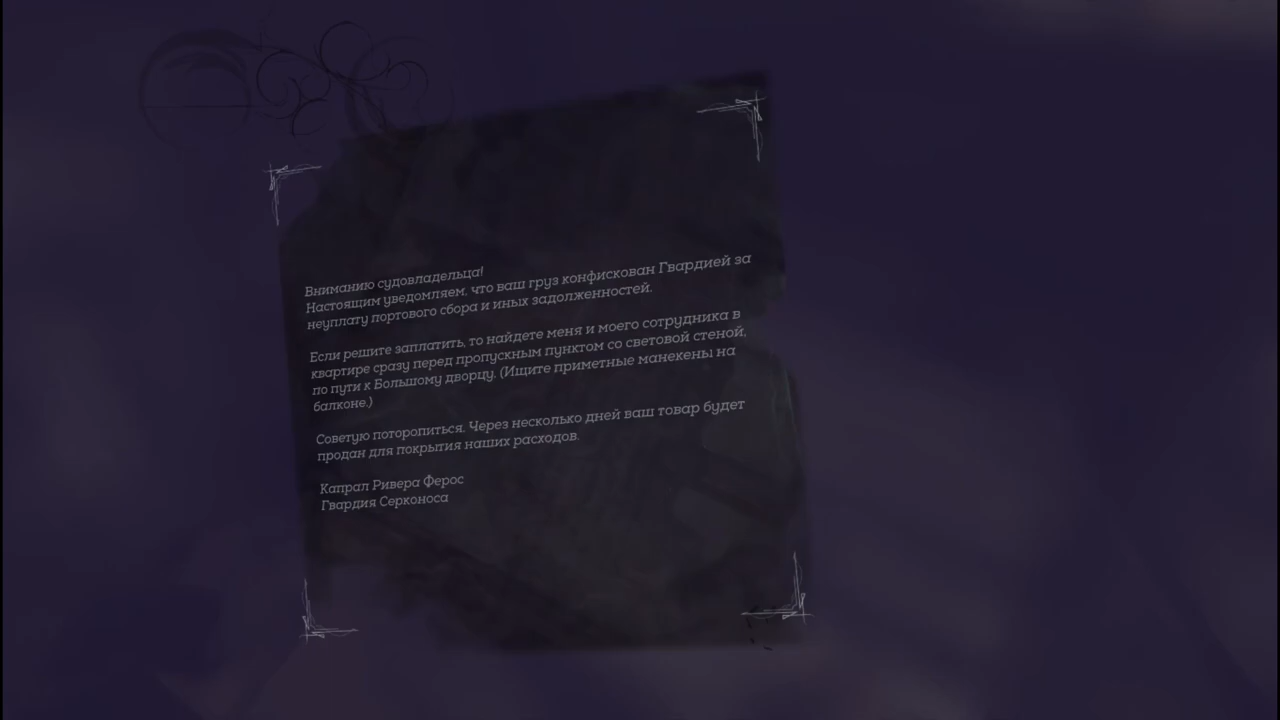 Вниманию судовладельца!
Настоящим уведомляем, что ваш груз конфискован Гвардией за
неуплату портового сбора и иных задолженностей.
Если решите заплатить, то найдете меня и моего сотрудника в
квартире сразу перед пропускным пунктом со световой стеной,
по пути к Большому дворцу. (Ищите приметные манекены на
балконе.)
Советую поторопиться. Через несколько дней ваш товар будет
продан для покрытия наших расходов.
Капрал Ривера Ферос
Гвардия Серконоса